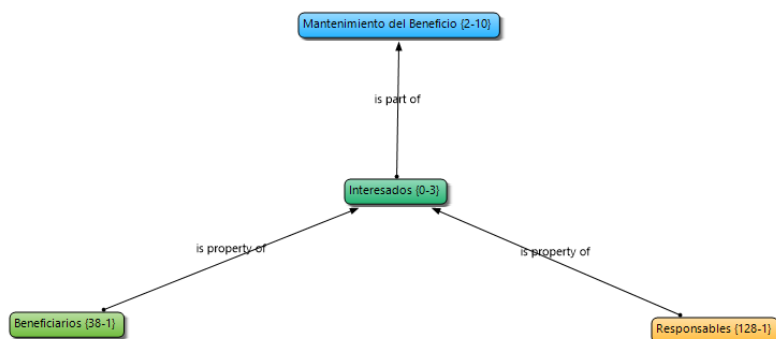 Mantenimiento del Beneficio {2-10}
is part of
Interesados {0-3}
is property of
is property of
Beneficiarios {38-1}
Responsables {128-1}